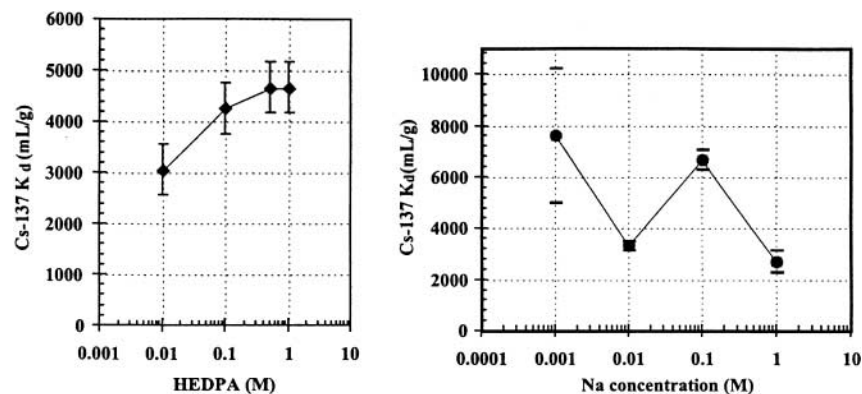 6000
5000
4000
3000
2000
1000
0
Cs-137 K d (mL/g)
0.001 0.01 0.1 1 10
HEDPA (M)
10000
8000
6000
4000
2000
0
Cs-137 Kd(mL/g)
0.0001 0.001 0.01 0.1 1 10
Na concentration (M)